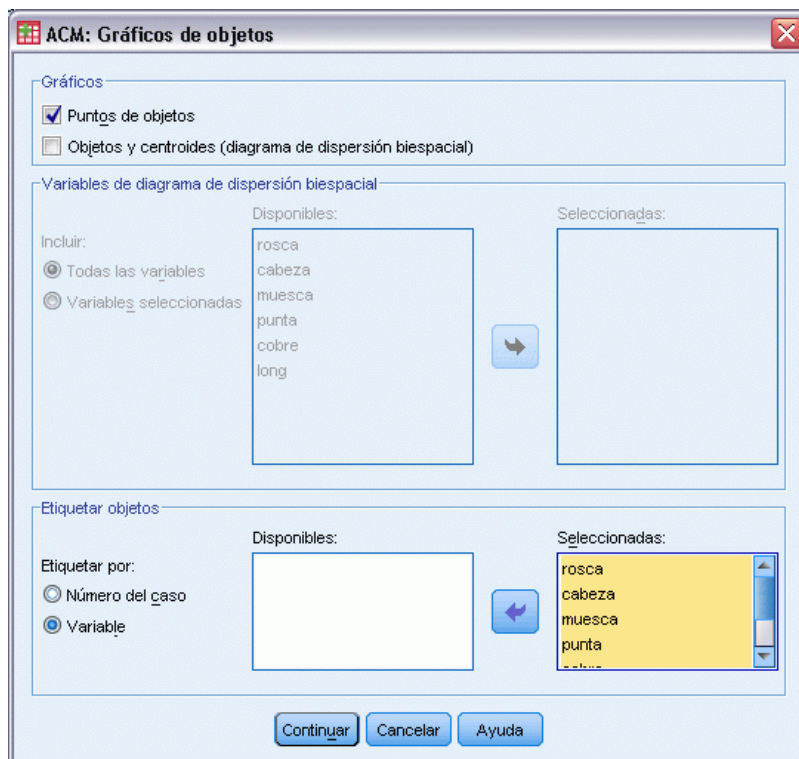 ACM: Gráficos de objetos
Gráficos
Puntos de objetos
Objetos y centroides (diagrama de dispersión biespacial)
Variables de diagrama de dispersión biespacial
Disponibles:
Seleccionadas:
Incluir:
Todas las variables
Variables seleccionadas
rosca
cabeza
muesca
punta
cobre
long
Etiquetar objetos
Disponibles:
Seleccionadas:
Etiquetar por:
Número del caso
Variable
rosca
cabeza
muesca
punta
Continuar Cancelar Ayuda